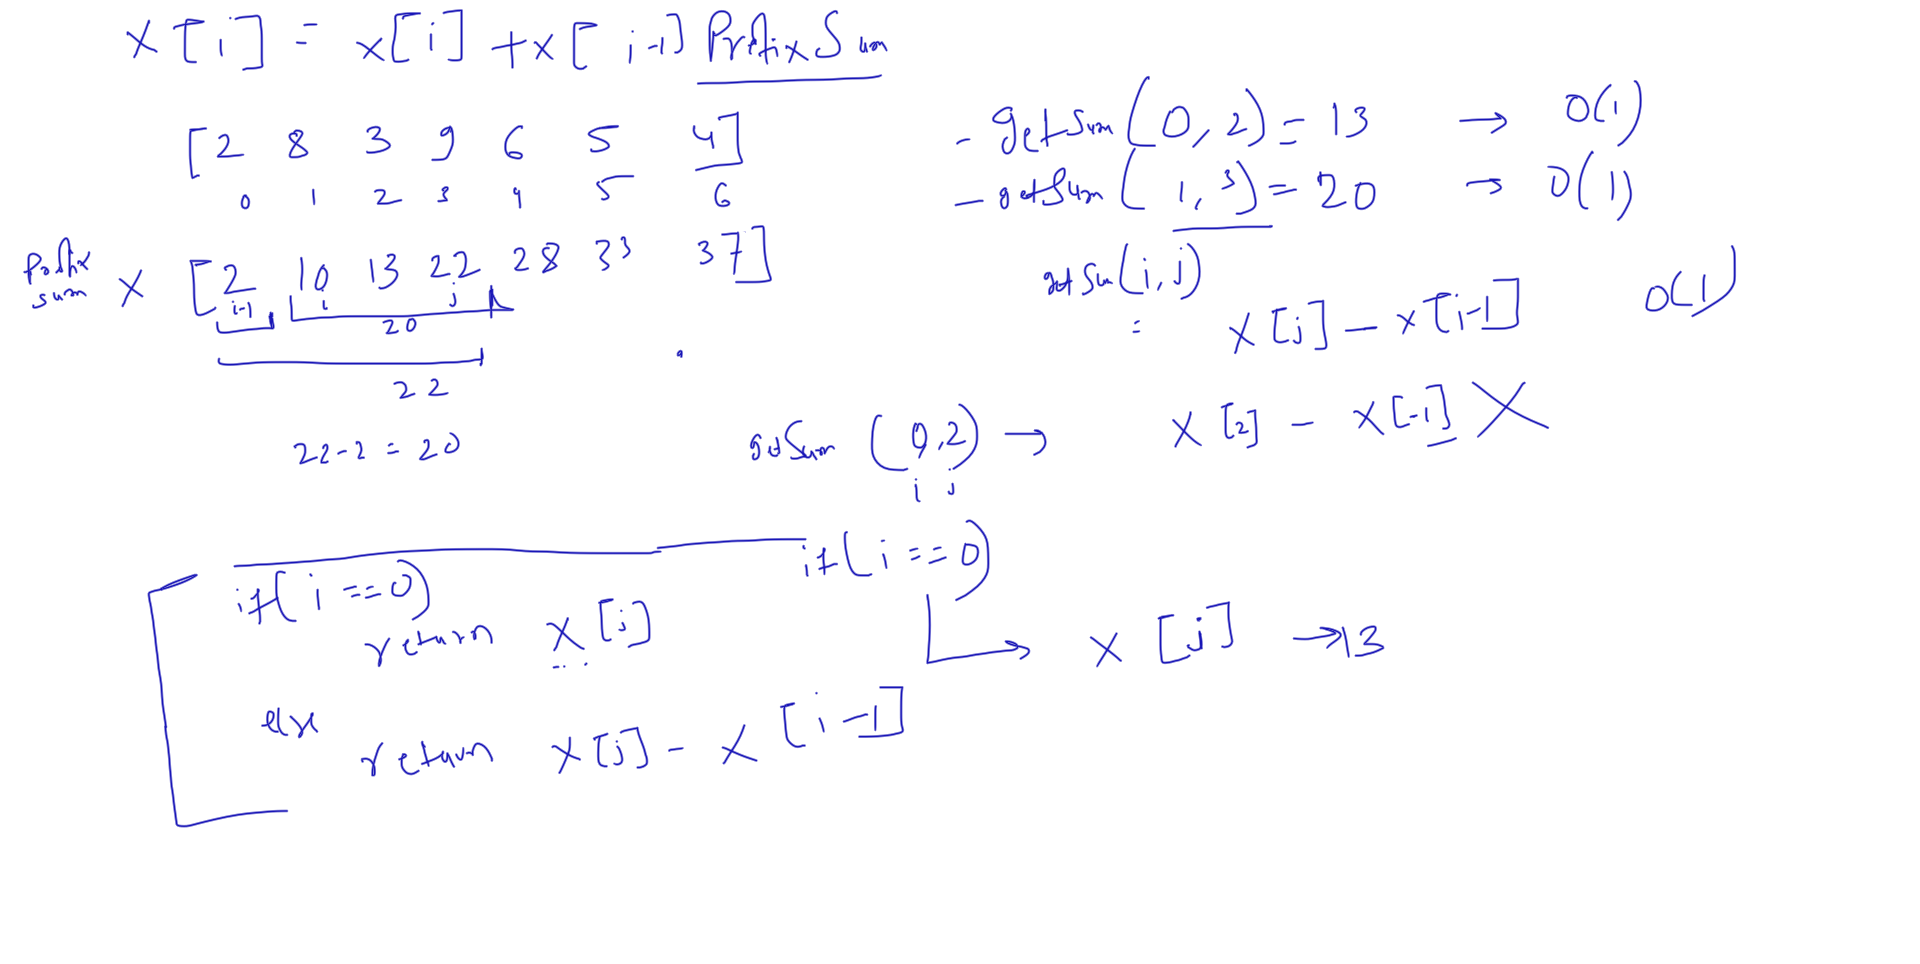 x[i] = x[i] + x[i-1] Prefix Sum
[2 8 3 9 6 5 4]
0 1 2 3 4 5 6
Prefix sum x [2 10 13 22 28 33 37]
i-1 i j
20
22
22-2 = 20
- getSum(0, 2) = 13 → O(1)
- getSum(1, 3) = 20 → O(1)
getSum(i, j)
= x[j] - x[i-1] O(1)
getSum(0,2) → x[2] - x[-1] X
i j
if(i==0)
x[j] → 13
if(i==0)
return x[j]
else
return x[j] - x[i-1]